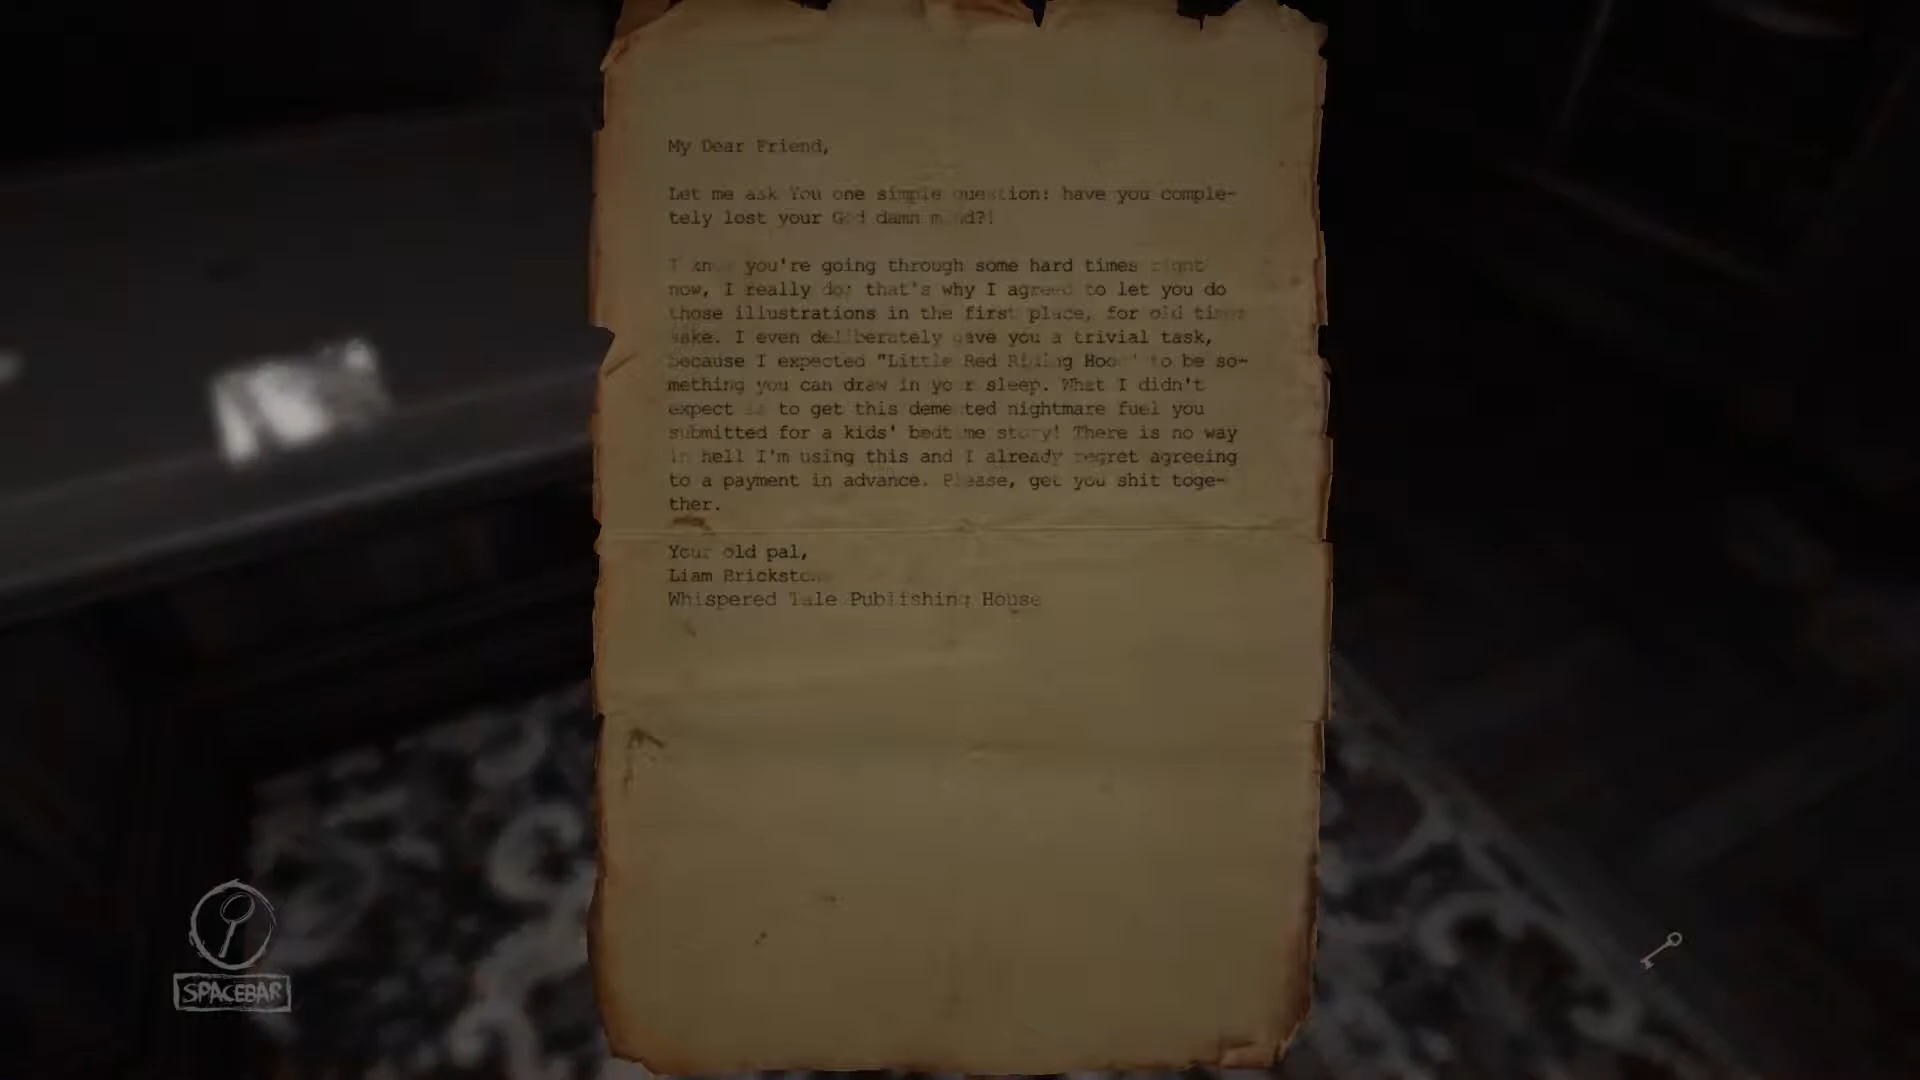 My Dear Friend,
Let me ask You one simple question: have you comple-
tely lost your God damn mind?!
I know you're going through some hard times right
now, I really do; that's why I agreed to let you do
those illustrations in the first place, for old times
sake. I even deliberately gave you a trivial task,
because I expected "Little Red Riding Hood" to be so-
mething you can draw in your sleep. What I didn't
expect is to get this demented nightmare fuel you
submitted for a kids' bedtime story! There is no way
in hell I'm using this and I already regret agreeing
to a payment in advance. Please, get you shit toge-
ther.
Your old pal,
Liam
Whispered Tale Publishing House
SPACEBAR